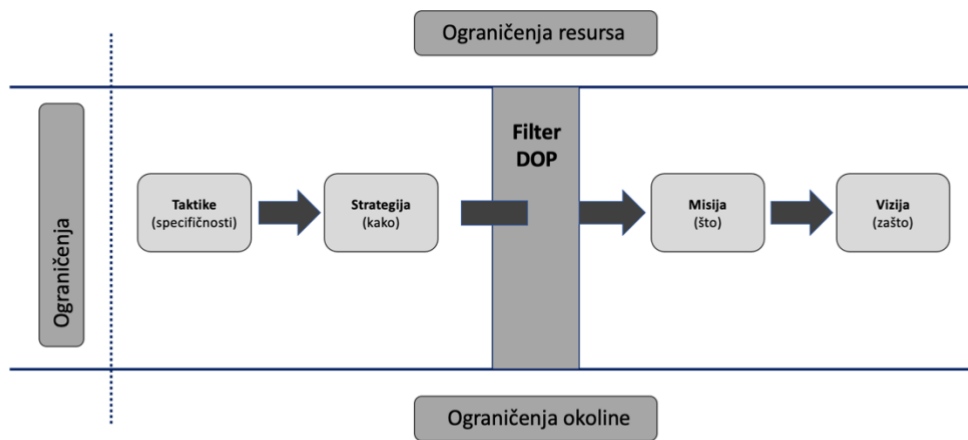 Ograničenja resursa
Ograničenja
Filter
DOP
Taktike
(specifičnosti)
Strategija
(kako)
Misija
(što)
Vizija
(zašto)
Ograničenja okoline